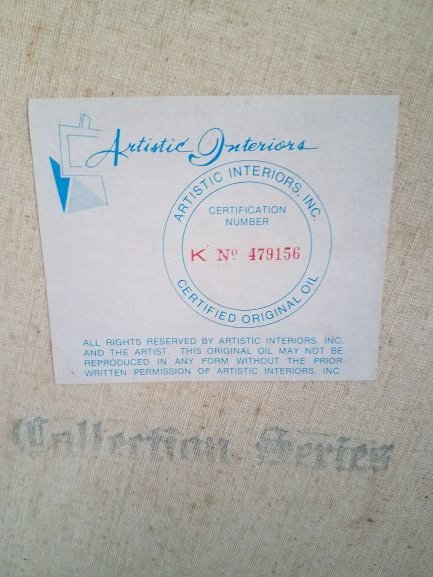 Artistic Interiors
ARTISTIC INTERIORS, INC.
CERTIFICATION
NUMBER
K Nº 479156
CERTIFIED ORIGINAL OIL
ALL RIGHTS RESERVED BY ARTISTIC INTERIORS, INC.
AND THE ARTIST. THIS ORIGINAL OIL MAY NOT BE
REPRODUCED IN ANY FORM WITHOUT THE PRIOR
WRITTEN PERMISSION OF ARTISTIC INTERIORS, INC.
Collection Series